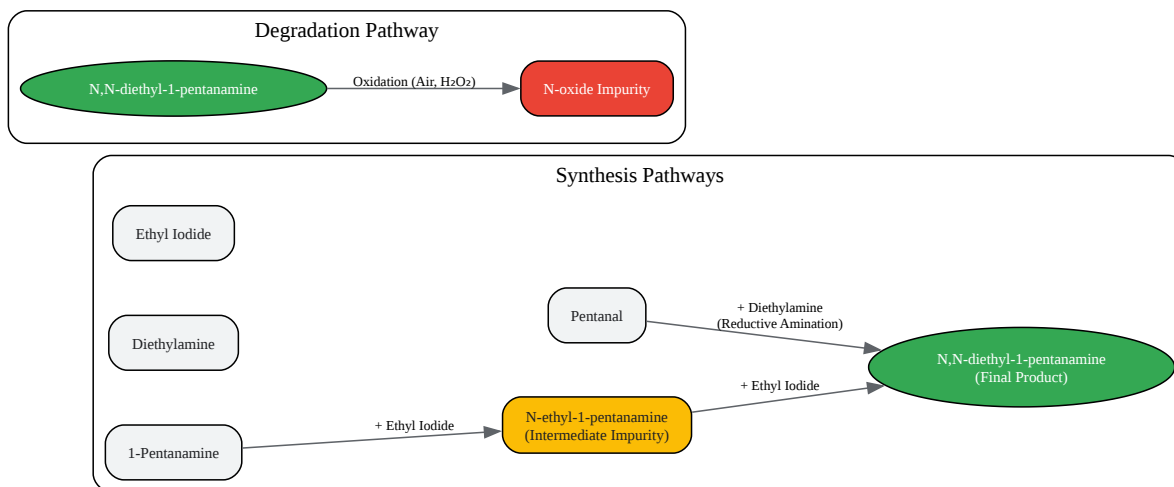 Degradation Pathway
N,N-diethyl-1-pentanamine
Oxidation (Air, H₂O₂)
N-oxide Impurity
Synthesis Pathways
Ethyl Iodide
Diethylamine
Pentanal
+ Diethylamine
(Reductive Amination)
N,N-diethyl-1-pentanamine
(Final Product)
1-Pentanamine
+ Ethyl Iodide
N-ethyl-1-pentanamine
(Intermediate Impurity)
+ Ethyl Iodide